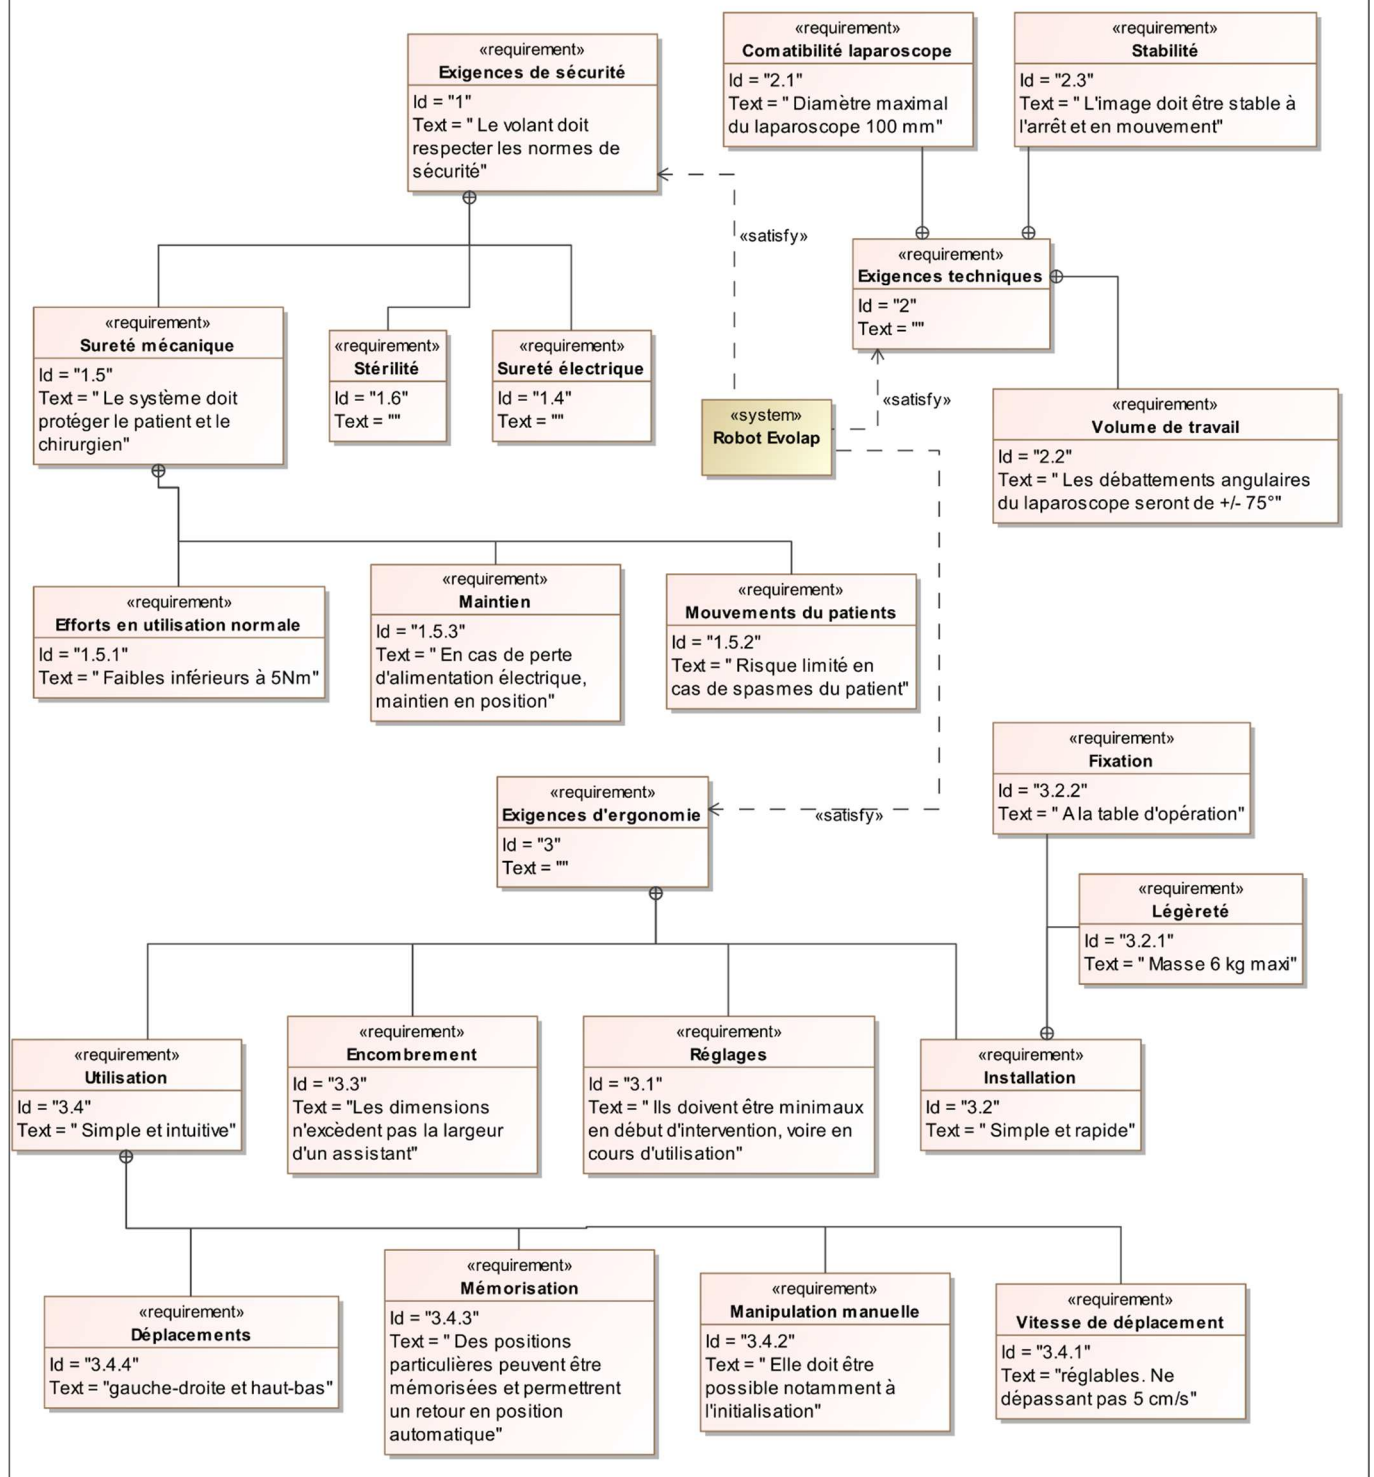 «requirement»
Exigences de sécurité
Id = "1"
Text = " Le volant doit
respecter les normes de
sécurité"
«requirement»
Comatibilité laparoscope
Id = "2.1"
Text = " Diamètre maximal
du laparoscope 100 mm"
«requirement»
Stabilité
Id = "2.3"
Text = " L'image doit être stable à
l'arrêt et en mouvement"
«satisfy»
«requirement»
Exigences techniques
Id = "2"
Text = ""
«requirement»
Sureté mécanique
Id = "1.5"
Text = " Le système doit
protéger le patient et le
chirurgien"
«requirement»
Stérilité
Id = "1.6"
Text = ""
«requirement»
Sureté électrique
Id = "1.4"
Text = ""
«system»
Robot Evolap
«satisfy»
«requirement»
Volume de travail
Id = "2.2"
Text = " Les débattements angulaires
du laparoscope seront de +/- 75°"
«requirement»
Efforts en utilisation normale
Id = "1.5.1"
Text = " Faibles inférieurs à 5Nm"
«requirement»
Maintien
Id = "1.5.3"
Text = " En cas de perte
d'alimentation électrique,
maintien en position"
«requirement»
Mouvements du patients
Id = "1.5.2"
Text = " Risque limité en
cas de spasmes du patient"
«requirement»
Fixation
Id = "3.2.2"
Text = " A la table d'opération"
«requirement»
Exigences d'ergonomie
Id = "3"
Text = ""
«satisfy»
«requirement»
Légèreté
Id = "3.2.1"
Text = " Masse 6 kg maxi"
«requirement»
Utilisation
Id = "3.4"
Text = " Simple et intuitive"
«requirement»
Encombrement
Id = "3.3"
Text = "Les dimensions
n'excèdent pas la largeur
d'un assistant"
«requirement»
Réglages
Id = "3.1"
Text = " Ils doivent être minimaux
en début d'intervention, voire en
cours d'utilisation"
«requirement»
Installation
Id = "3.2"
Text = " Simple et rapide"
«requirement»
Déplacements
Id = "3.4.4"
Text = "gauche-droite et haut-bas"
«requirement»
Mémorisation
Id = "3.4.3"
Text = " Des positions
particulières peuvent être
mémorisées et permettrent
un retour en position
automatique"
«requirement»
Manipulation manuelle
Id = "3.4.2"
Text = " Elle doit être
possible notamment à
l'initialisation"
«requirement»
Vitesse de déplacement
Id = "3.4.1"
Text = "réglables. Ne
dépassant pas 5 cm/s"